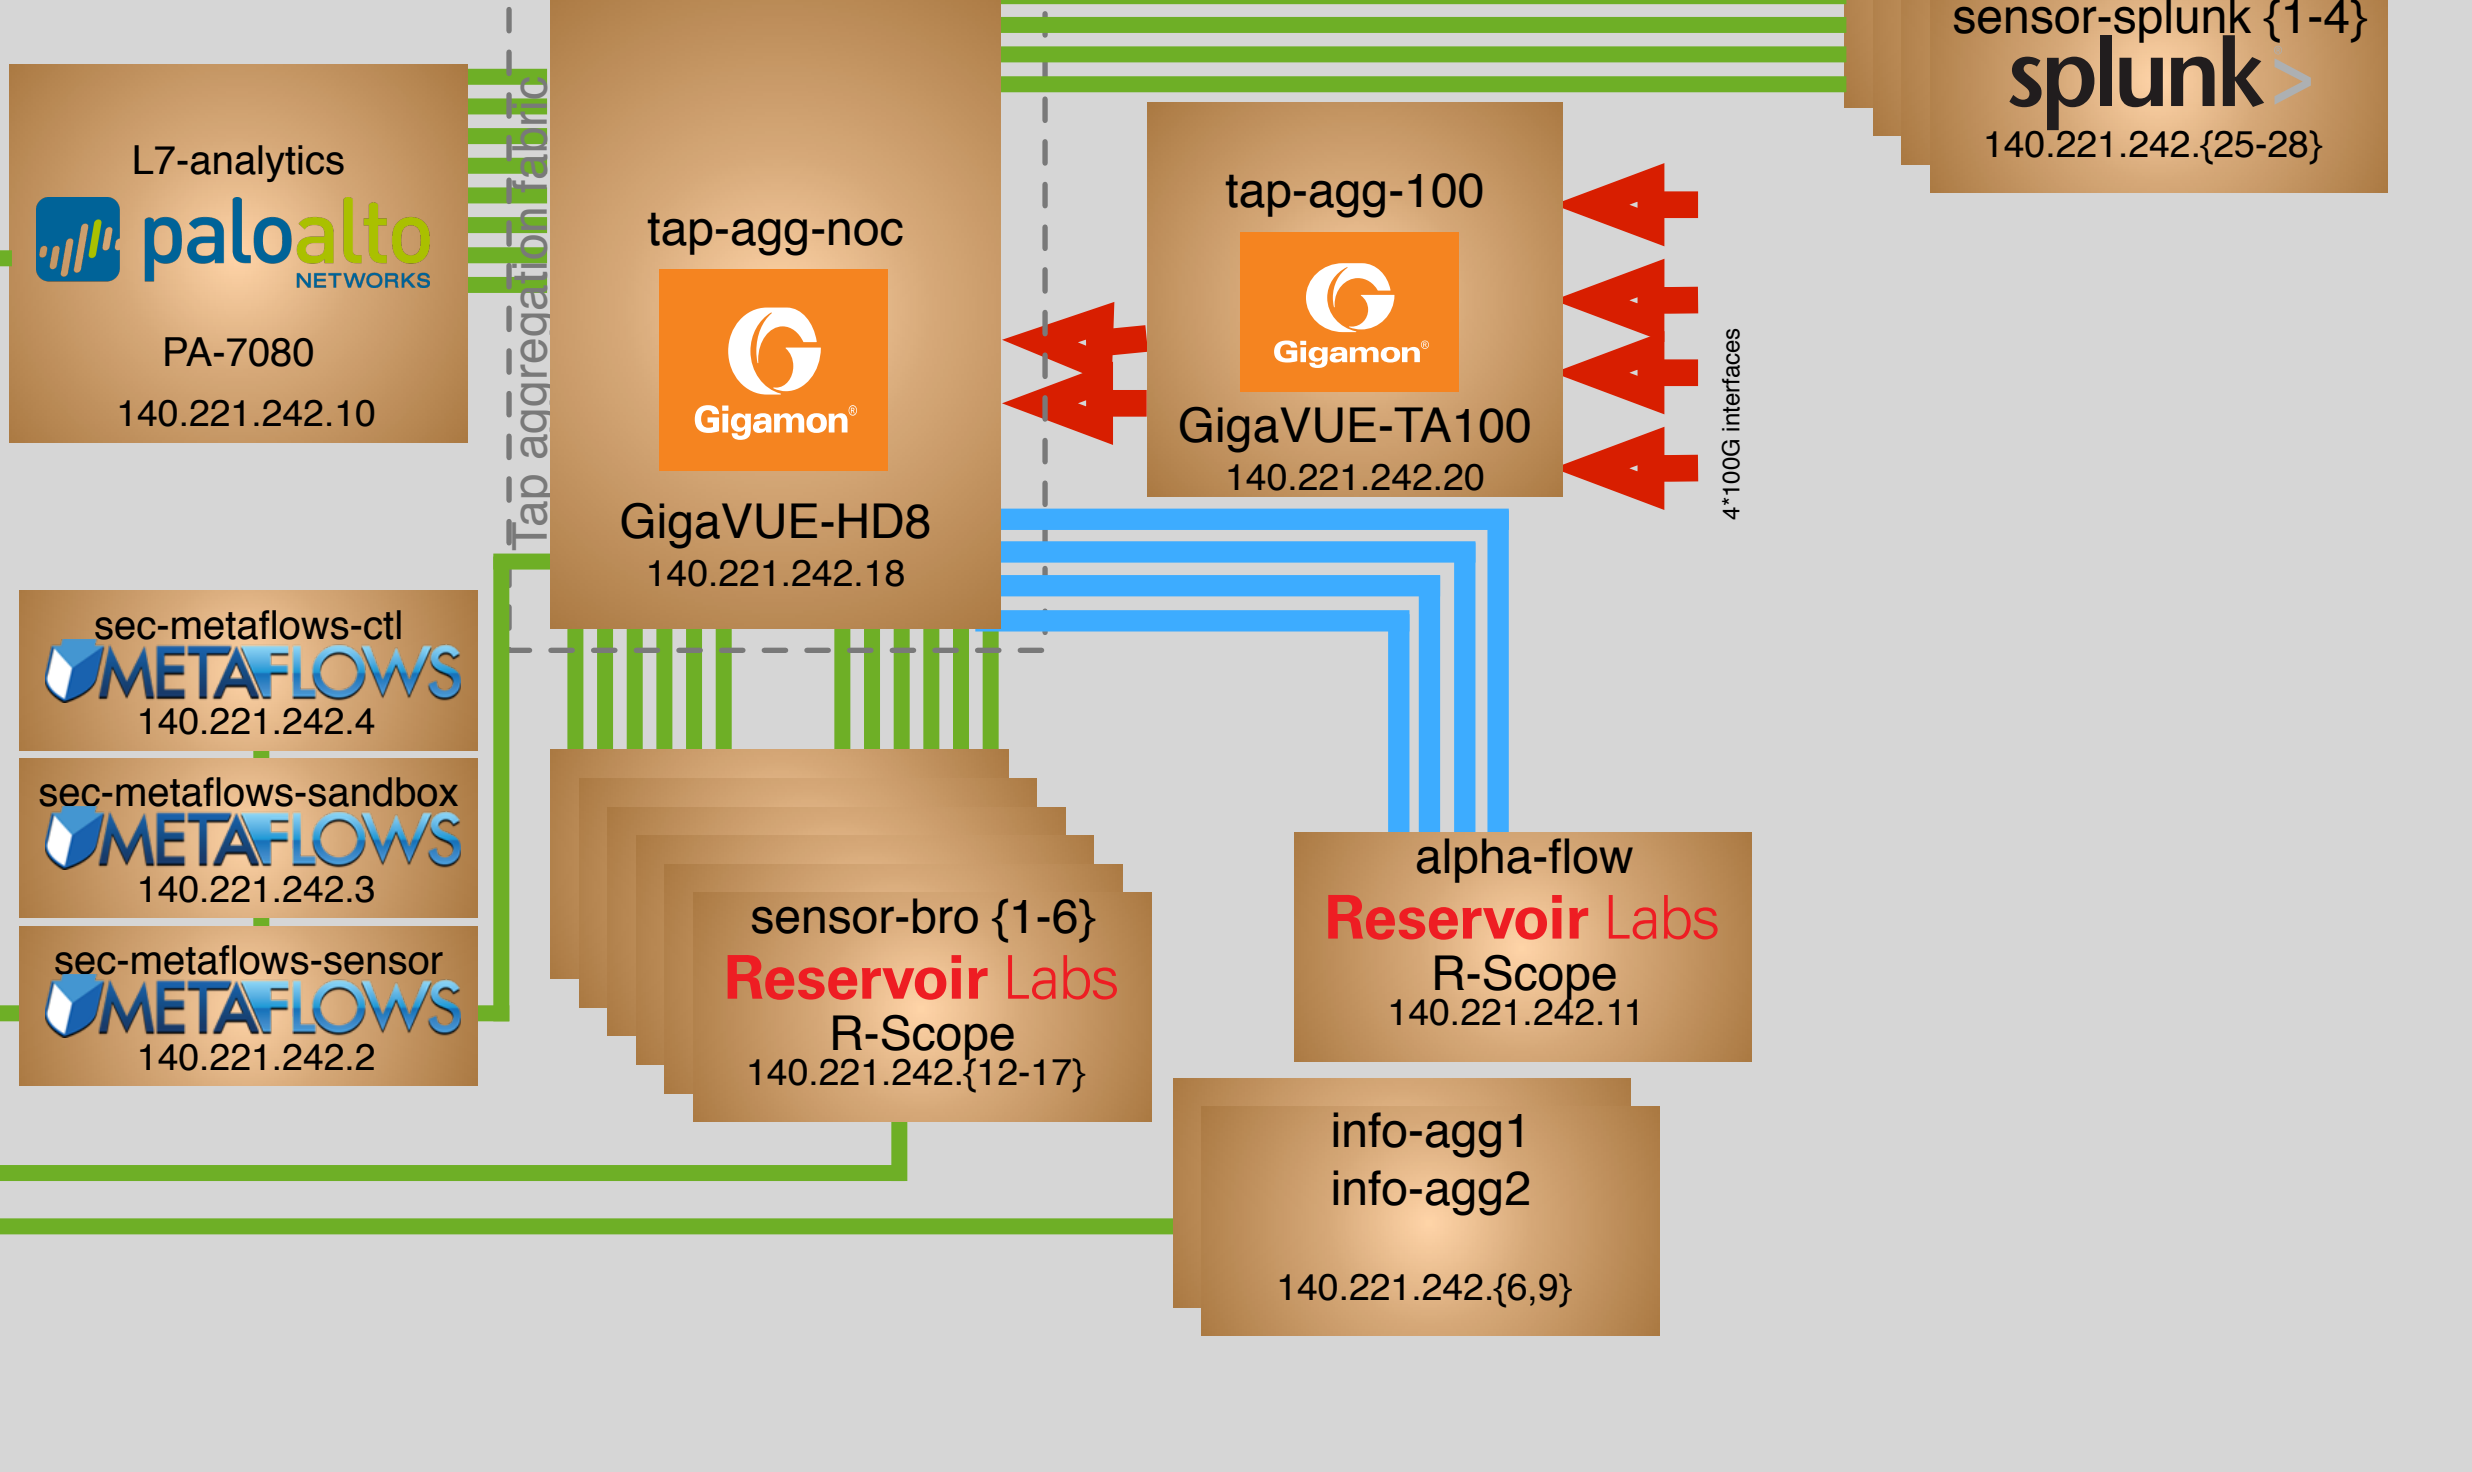 sensor-splunk {1-4}
splunk>
140.221.242.{25-28}
L7-analytics
paloalto
NETWORKS
PA-7080
140.221.242.10
Tap aggregation fabric
tap-agg-noc
Gigamon®
GigaVUE-HD8
140.221.242.18
tap-agg-100
Gigamon®
GigaVUE-TA100
140.221.242.20
4*100G interfaces
sec-metaflows-ctl
METAFLOWS
140.221.242.4
sec-metaflows-sandbox
METAFLOWS
140.221.242.3
sec-metaflows-sensor
METAFLOWS
140.221.242.2
sensor-bro {1-6}
Reservoir Labs
R-Scope
140.221.242.{12-17}
alpha-flow
Reservoir Labs
R-Scope
140.221.242.11
info-agg1
info-agg2
140.221.242.{6,9}